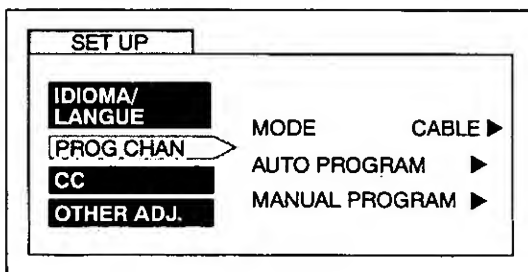 SET UP
IDIOMA/
LANGUE
PROG CHAN
CC
OTHER ADJ.
MODE CABLE ▶
AUTO PROGRAM ▶
MANUAL PROGRAM ▶